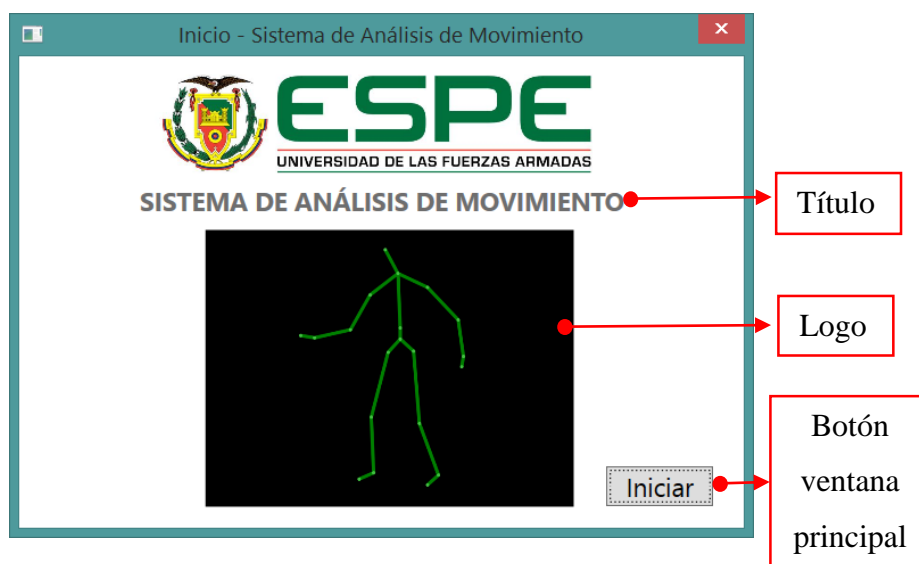 Inicio - Sistema de Análisis de Movimiento
ESPE
UNIVERSIDAD DE LAS FUERZAS ARMADAS
SISTEMA DE ANÁLISIS DE MOVIMIENTO
Título
Logo
Iniciar
Botón
ventana
principal